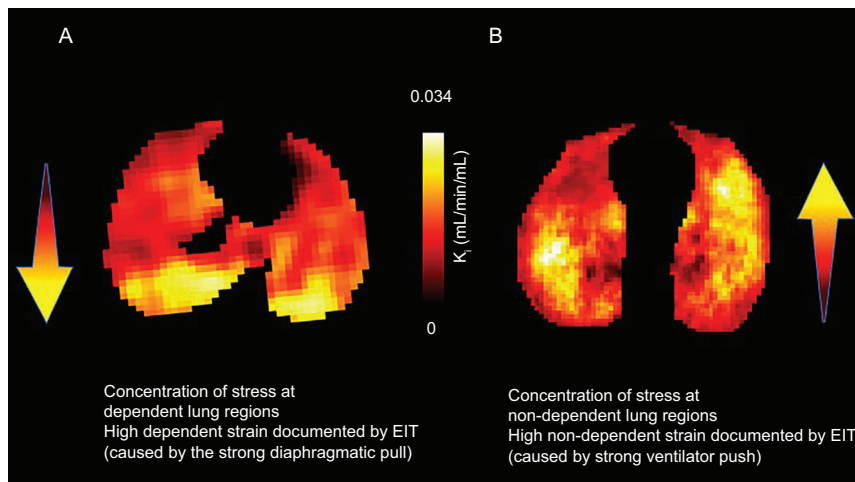 A
B
0.034
K_i (mL/min/mL)
0
Concentration of stress at
dependent lung regions
High dependent strain documented by EIT
(caused by the strong diaphragmatic pull)
Concentration of stress at
non-dependent lung regions
High non-dependent strain documented by EIT
(caused by strong ventilator push)